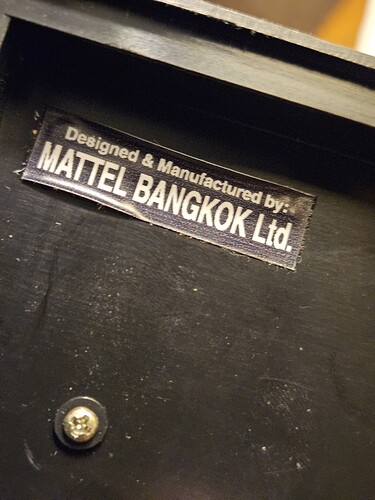 Designed & Manufactured by:
MATTEL BANGKOK Ltd.